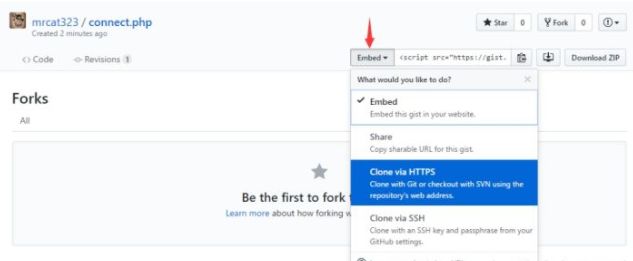 mrcat323 / connect.php
Created 2 minutes ago
Star 0 Fork 0
Code Revisions 1
Embed <script src="https://gist. Download ZIP
What would you like to do?
Forks
Embed
Embed this gist in your website.
All
Share
Copy sharable URL for this gist.
Clone via HTTPS
Clone with Git or checkout with SVN using the
repository's web address.
Be the first to fork
Learn more about how forking w
Clone via SSH
Clone with an SSH key and passphrase from your
GitHub settings.